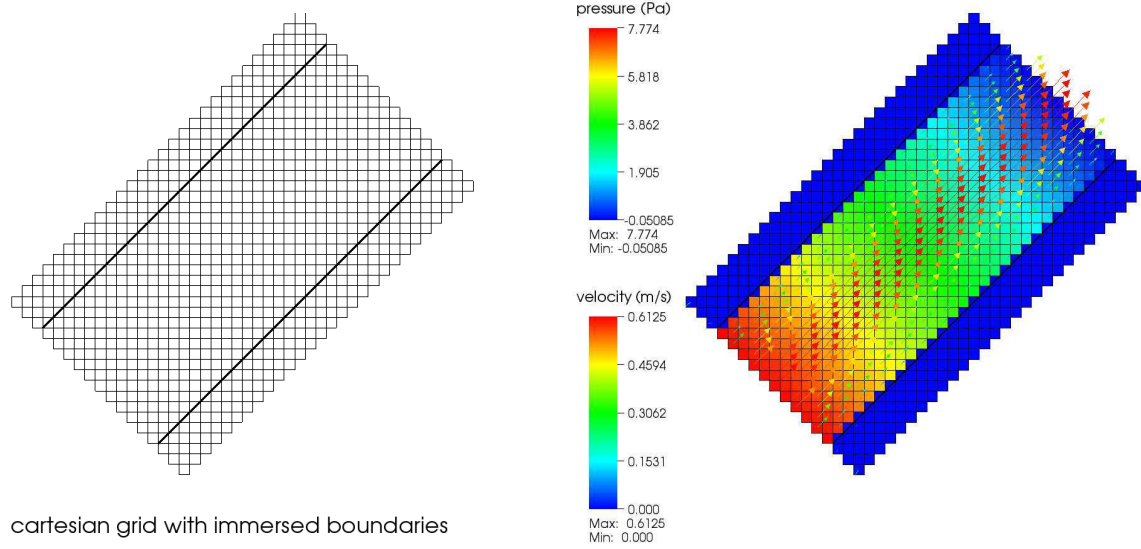 pressure (Pa)
7.774
5.818
3.862
1.905
-0.05085
Max: 7.774
Min: -0.05085
velocity (m/s)
0.6125
0.4594
0.3062
0.1531
0.000
Max: 0.6125
Min: 0.000
cartesian grid with immersed boundaries